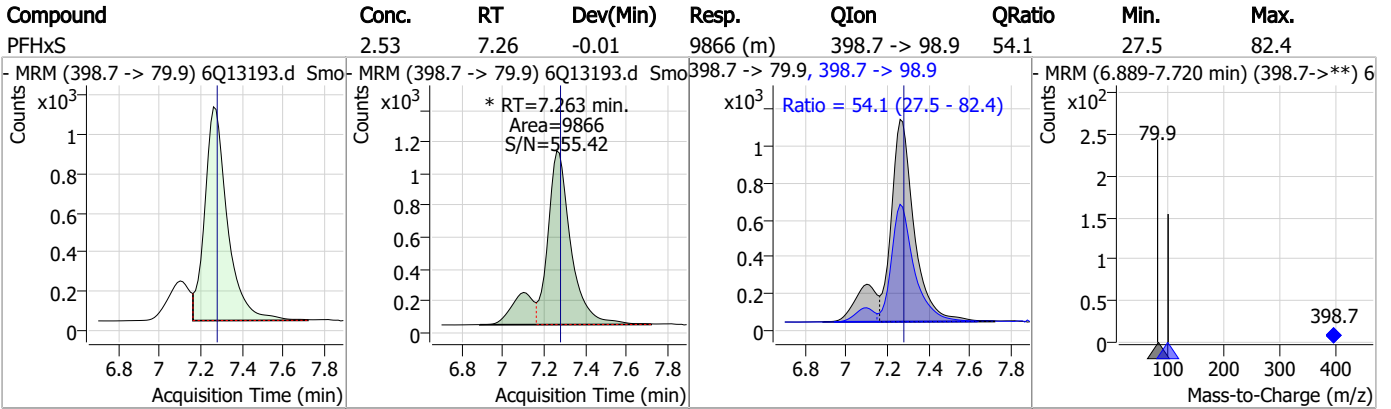 Compound Conc. RT Dev(Min) Resp. QIon QRatio Min. Max.
PFHxS 2.53 7.26 -0.01 9866 (m) 398.7 -> 98.9 54.1 27.5 82.4
- MRM (398.7 -> 79.9) 6Q13193.d Smo
Counts
x10³
1
0.8
0.6
0.4
0.2
0
6.8 7 7.2 7.4 7.6 7.8
Acquisition Time (min)
- MRM (398.7 -> 79.9) 6Q13193.d Smo
Counts
x10³
* RT=7.263 min.
Area=9866
S/N=555.42
1.2
1
0.8
0.6
0.4
0.2
0
6.8 7 7.2 7.4 7.6 7.8
Acquisition Time (min)
398.7 -> 79.9, 398.7 -> 98.9
x10³
Ratio = 54.1 (27.5 - 82.4)
1
0.8
0.6
0.4
0.2
0
6.8 7 7.2 7.4 7.6 7.8
Acquisition Time (min)
- MRM (6.889-7.720 min) (398.7->**) 6
Counts
x10²
79.9
2.5
2
1.5
1
0.5
0
398.7
100 200 300 400
Mass-to-Charge (m/z)